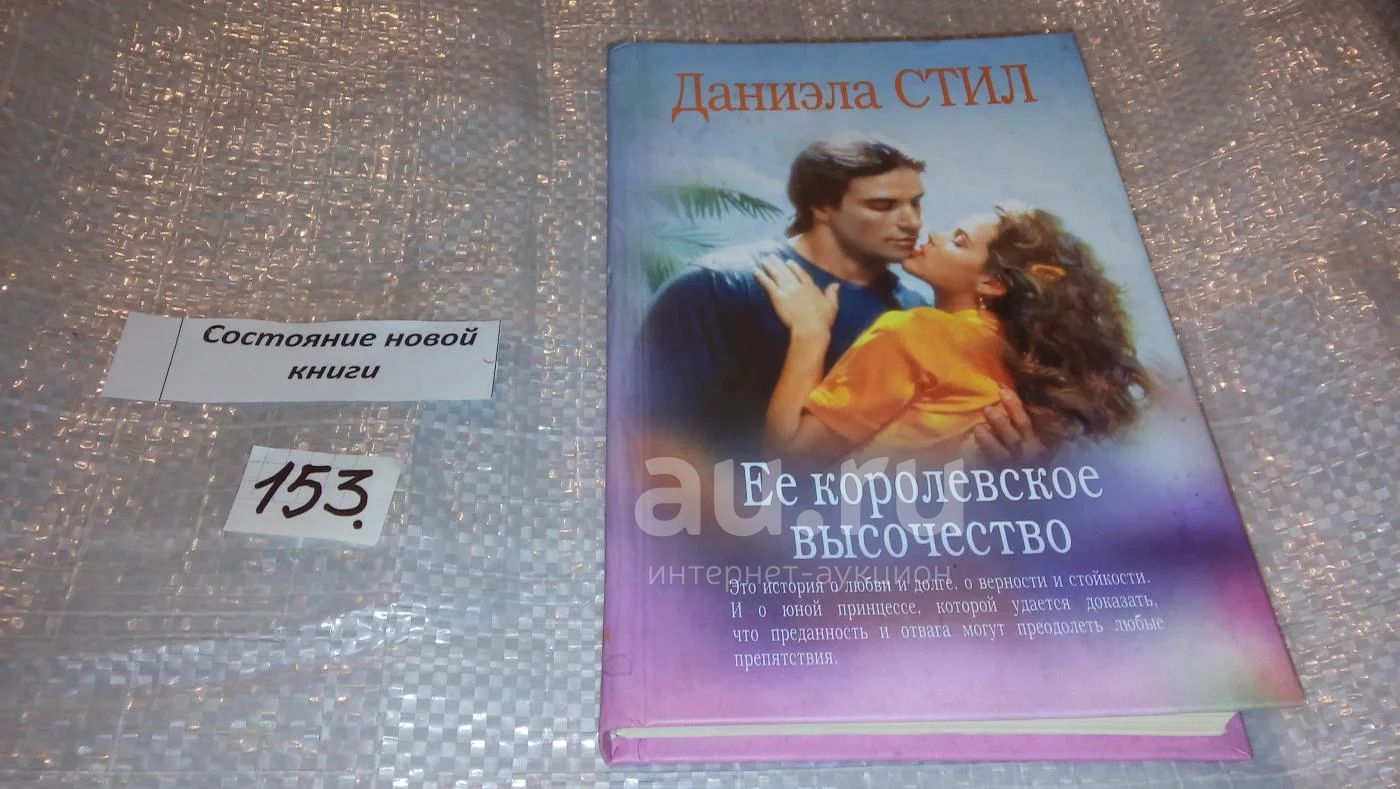 Даниэла СТИЛ
Состояние новой
книги
153.
Ее королевское
высочество
Это история о любви и долге, о верности и стойкости.
И о юной принцессе, которой удается доказать,
что преданность и отвага могут преодолеть любые
препятствия.
au.ru
интернет-аукцион